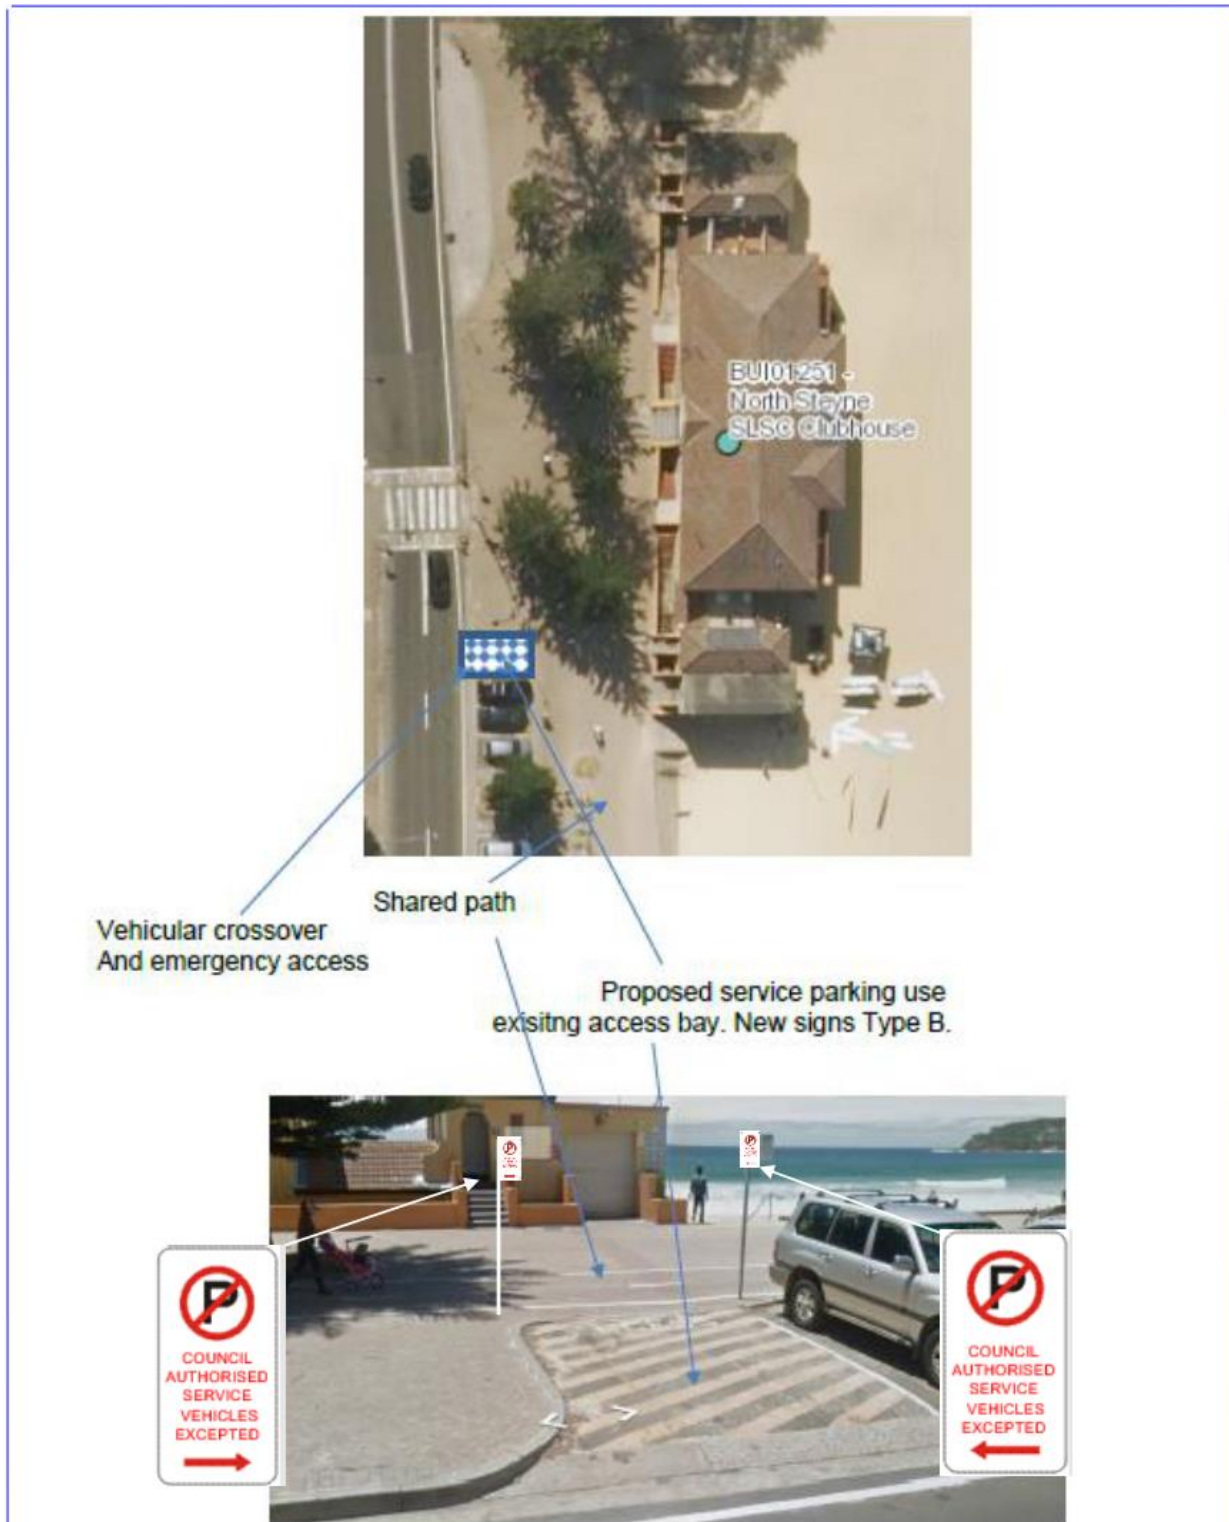 BUI01251 -
North Steyne
SLSC Clubhouse
Shared path
Vehicular crossover
And emergency access
Proposed service parking use
exisitng access bay. New signs Type B.
P
P
P
COUNCIL
AUTHORISED
SERVICE
VEHICLES
EXCEPTED
P
COUNCIL
AUTHORISED
SERVICE
VEHICLES
EXCEPTED